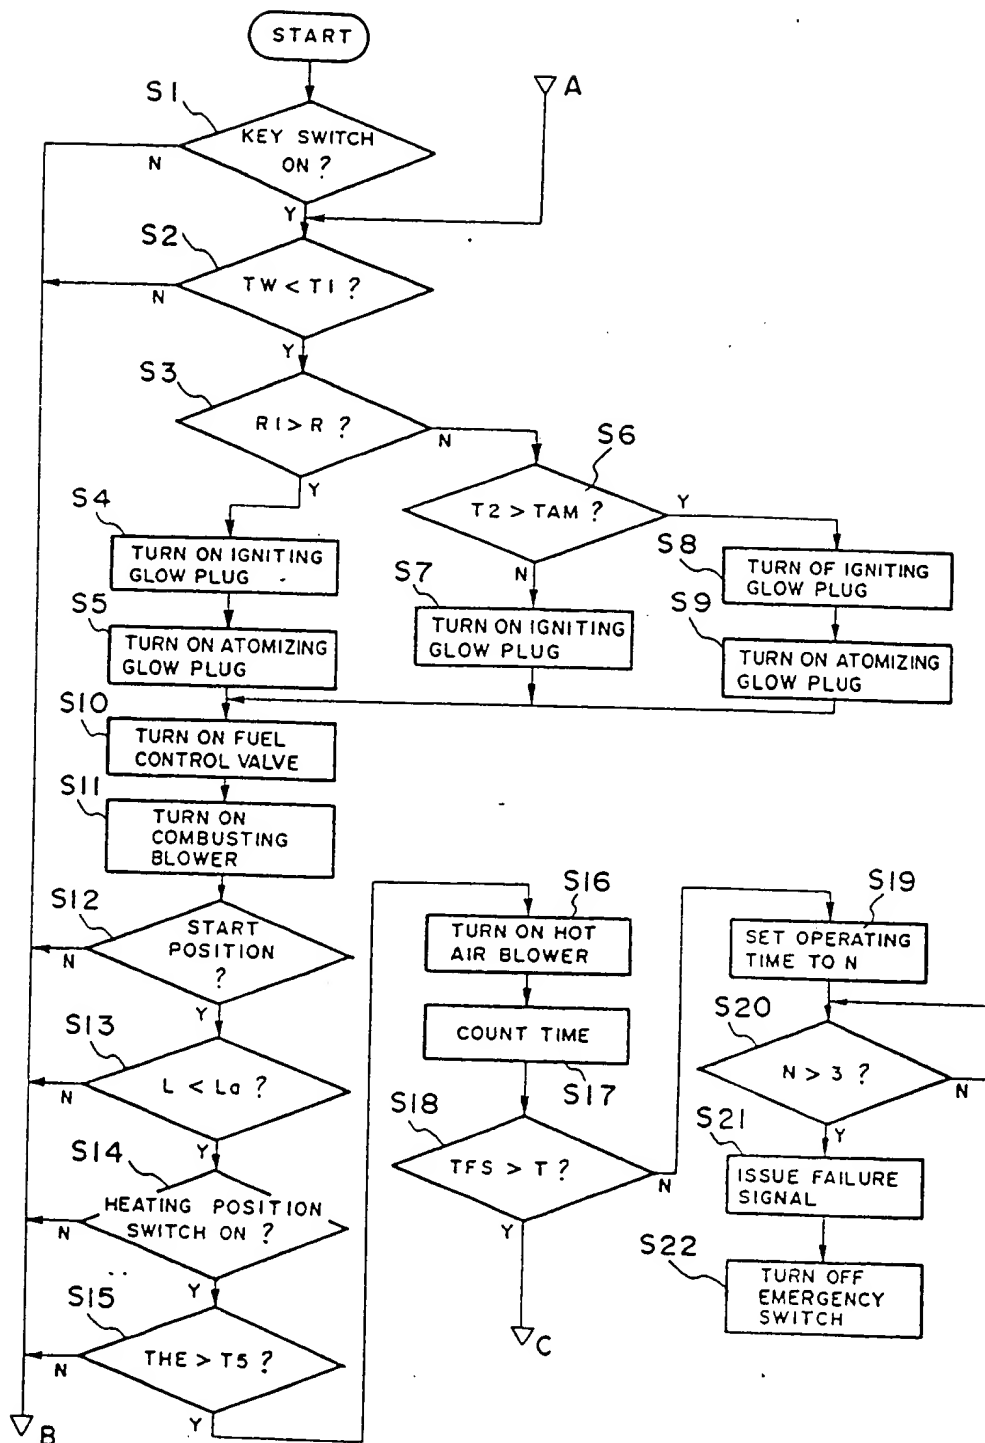 START
A
S1
KEY SWITCH
ON ?
N
Y
S2
TW < T1 ?
N
Y
S3
R1 > R ?
N
Y
S6
T2 > TAM ?
Y
N
S4
TURN ON IGNITING
GLOW PLUG
S5
TURN ON ATOMIZING
GLOW PLUG
S7
TURN ON IGNITING
GLOW PLUG
S8
TURN OF IGNITING
GLOW PLUG
S9
TURN ON ATOMIZING
GLOW PLUG
S10
TURN ON FUEL
CONTROL VALVE
S11
TURN ON
COMBUSTING
BLOWER
S12
START
POSITION
?
N
Y
S13
L < La ?
N
Y
S14
HEATING POSITION
SWITCH ON ?
N
Y
S15
THE > T5 ?
N
Y
B
S16
TURN ON HOT
AIR BLOWER
COUNT TIME
S17
S18
TFS > T ?
N
Y
C
S19
SET OPERATING
TIME TO N
S20
N > 3 ?
N
Y
S21
ISSUE FAILURE
SIGNAL
S22
TURN OFF
EMERGENCY
SWITCH